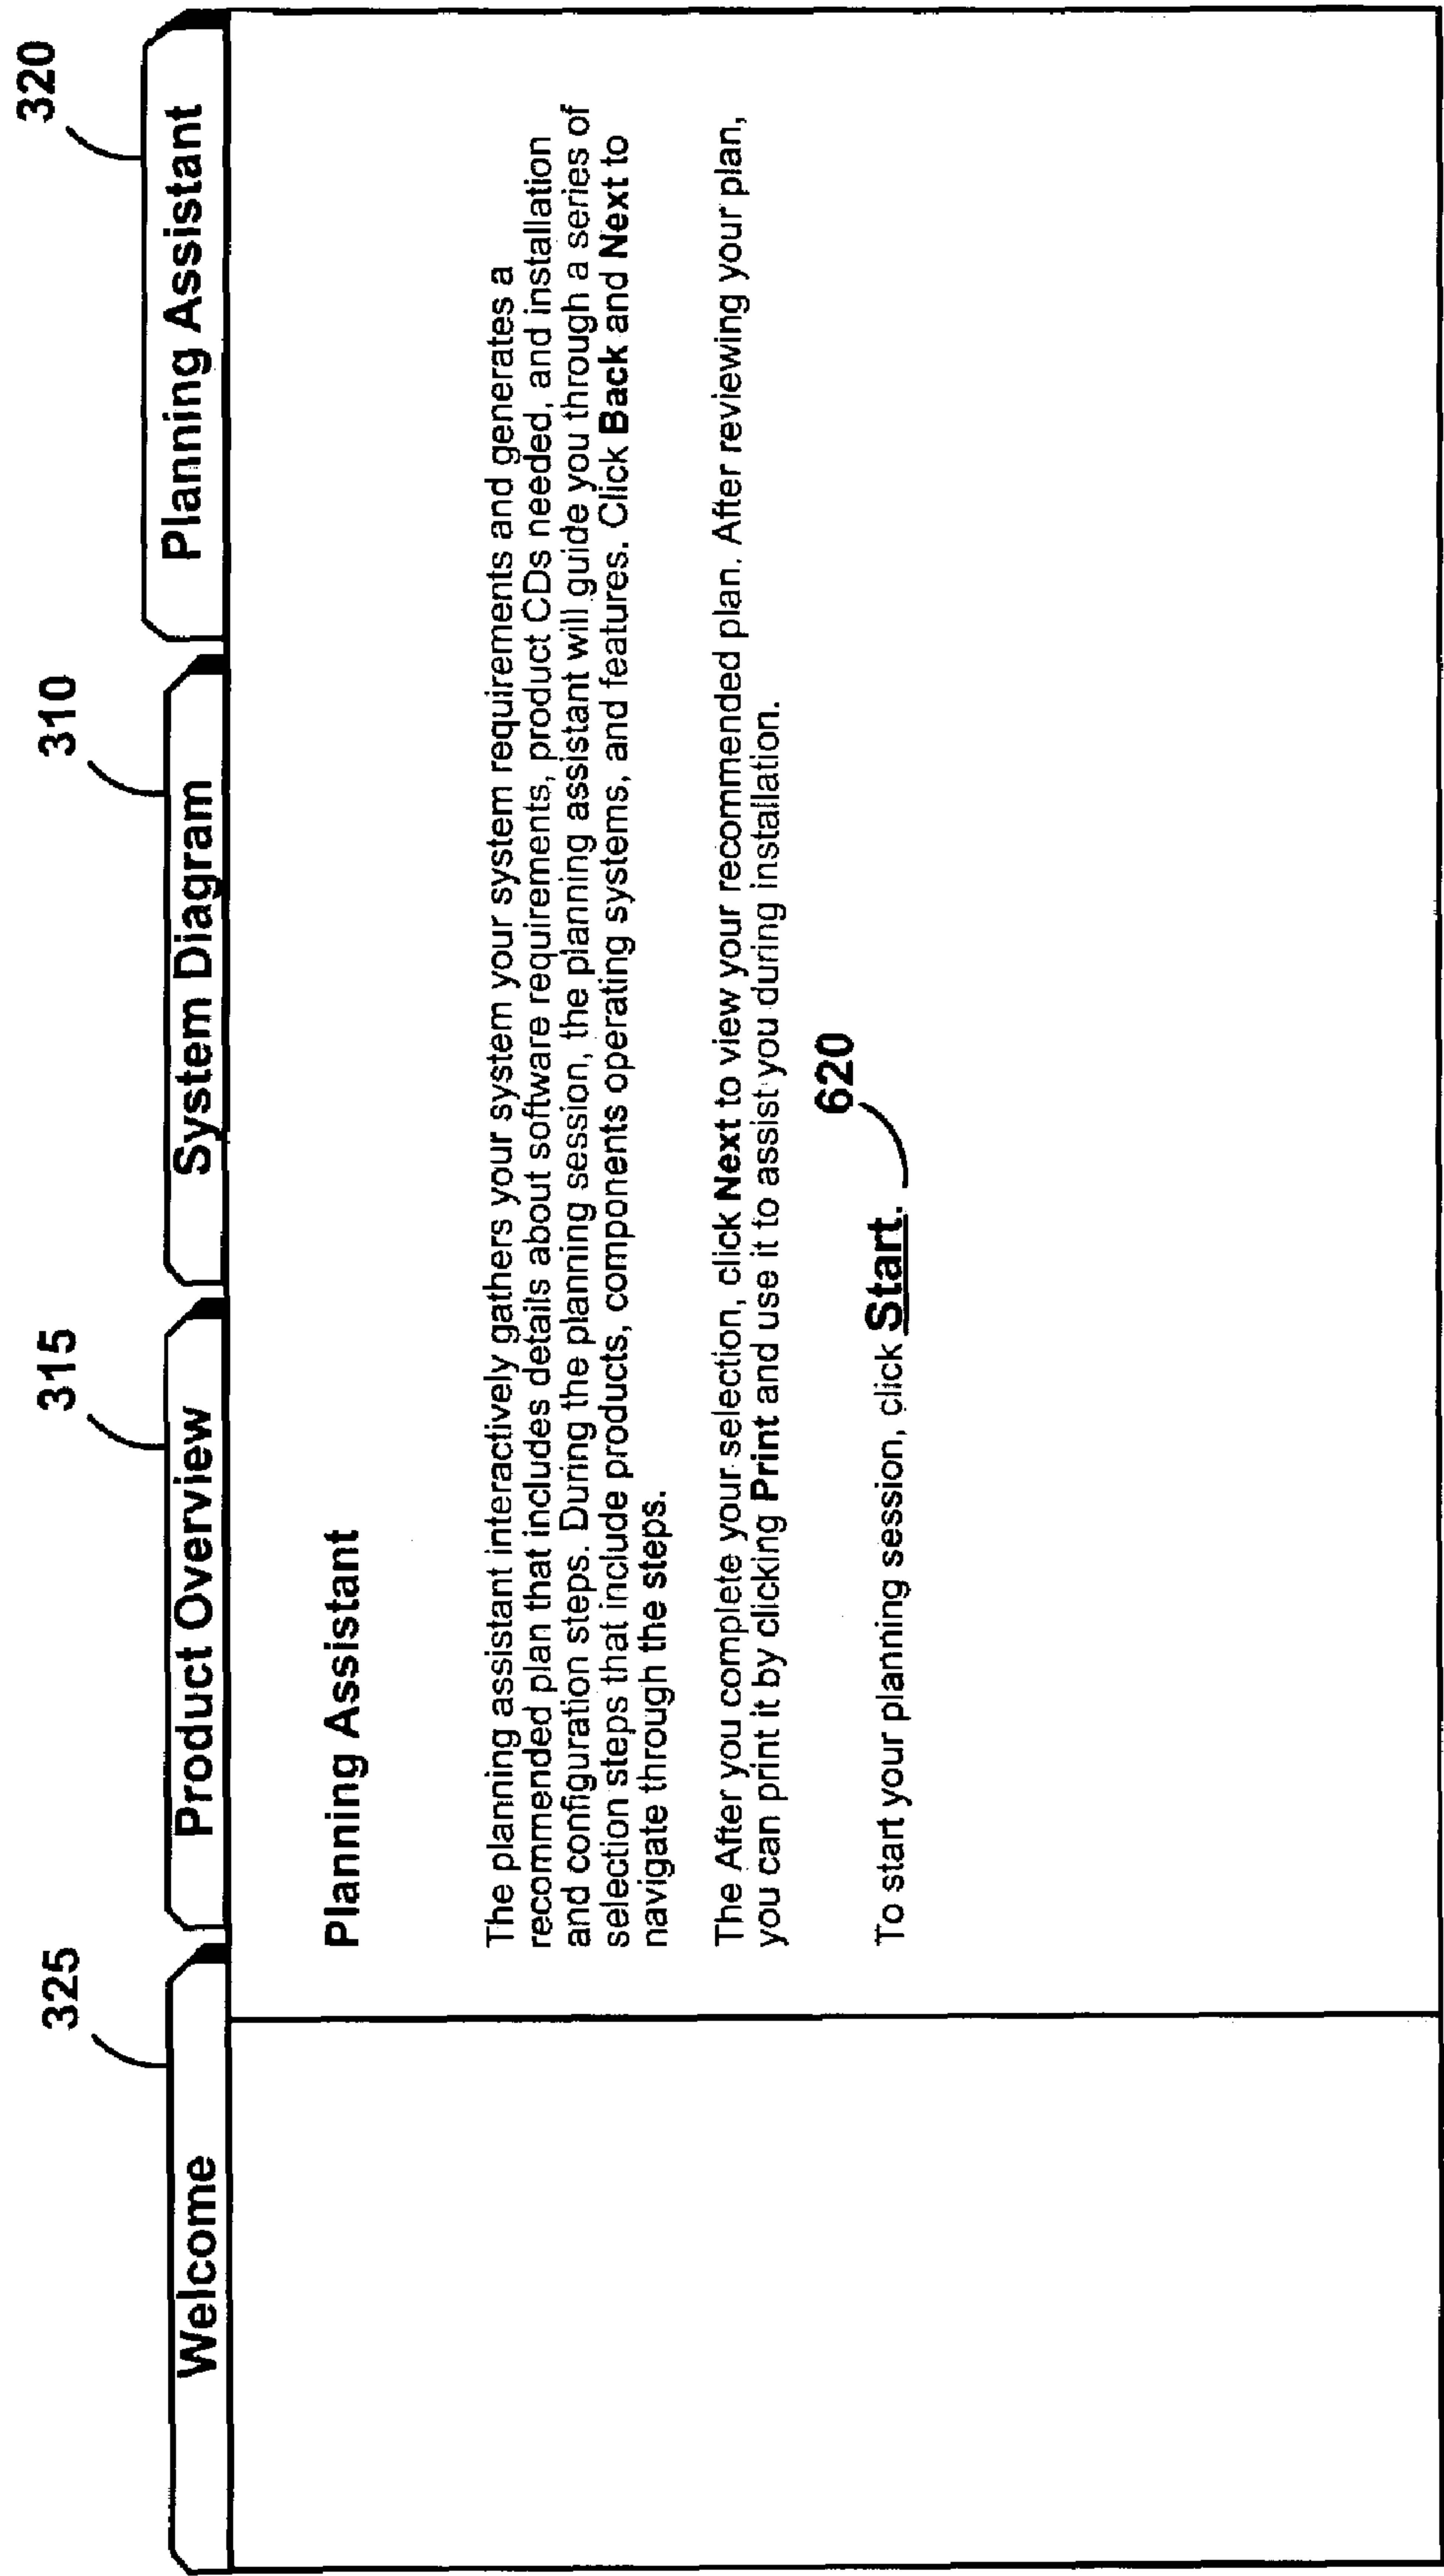 325
315
310
320
Welcome
Product Overview
System Diagram
Planning Assistant
Planning Assistant
The planning assistant interactively gathers your system your system requirements and generates a
recommended plan that includes details about software requirements, product CDs needed, and installation
and configuration steps. During the planning session, the planning assistant will guide you through a series of
selection steps that include products, components operating systems, and features. Click Back and Next to
navigate through the steps.
The After you complete your selection, click Next to view your recommended plan. After reviewing your plan,
you can print it by clicking Print and use it to assist you during installation.
620
To start your planning session, click Start.